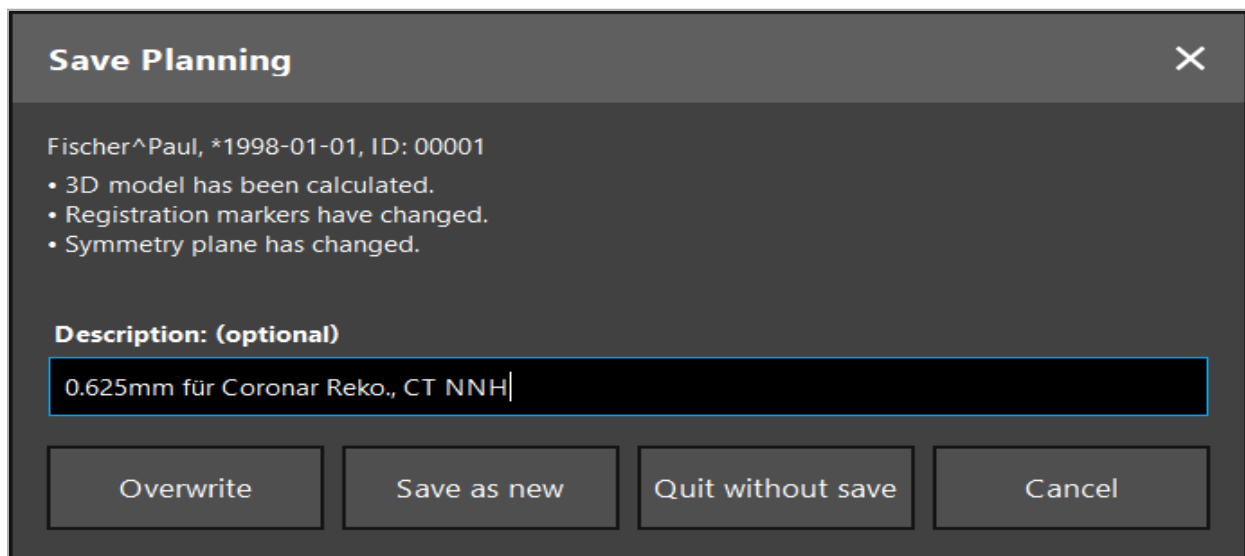 Save Planning
Fischer^Paul, *1998-01-01, ID: 00001
• 3D model has been calculated.
• Registration markers have changed.
• Symmetry plane has changed.
Description: (optional)
0.625mm für Coronar Reko., CT NNH
Overwrite Save as new Quit without save Cancel